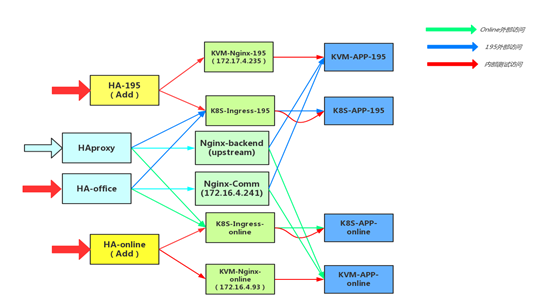 Online外部访问
195外部访问
内部测试访问
KVM-Nginx-195
(172.17.4.235)
KVM-APP-195
HA-195
(Add)
K8S-Ingress-195
K8S-APP-195
HAproxy
Nginx-backend
(upstream)
HA-office
Nginx-Comm
(172.16.4.241)
K8S-Ingress-
online
K8S-APP-
online
HA-online
(Add)
KVM-Nginx-
online
(172.16.4.93)
KVM-APP-
online